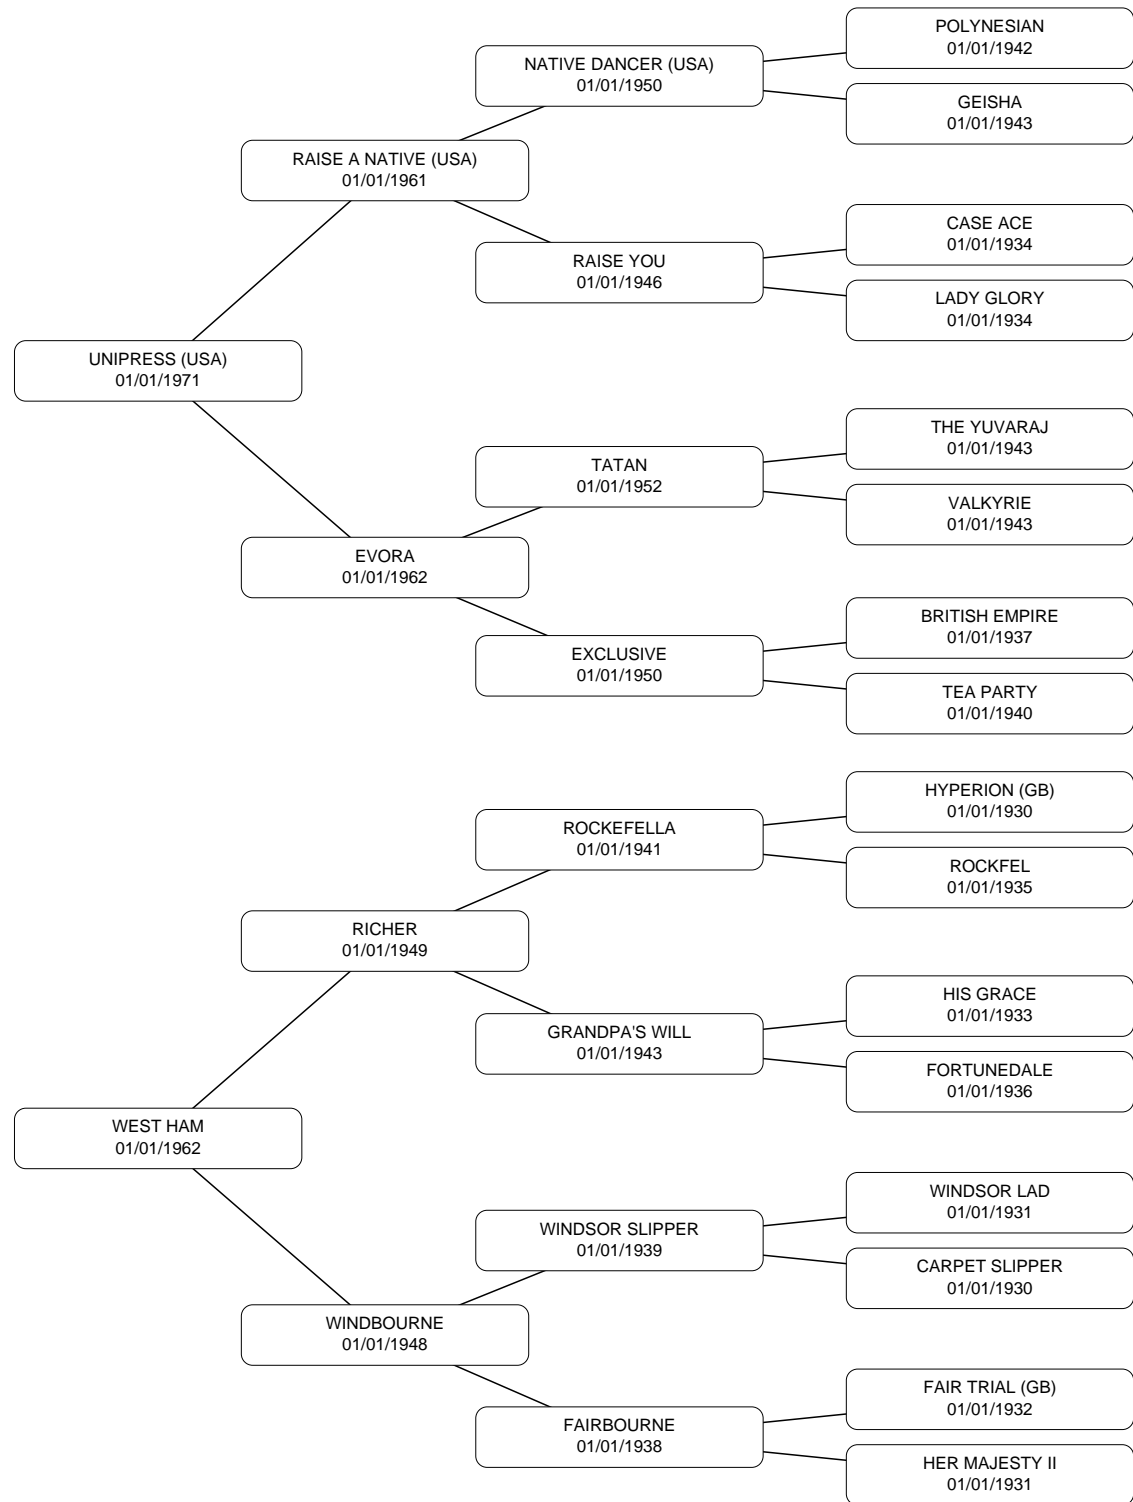 POLYNESIAN
01/01/1942
NATIVE DANCER (USA)
01/01/1950
GEISHA
01/01/1943
RAISE A NATIVE (USA)
01/01/1961
CASE ACE
01/01/1934
RAISE YOU
01/01/1946
LADY GLORY
01/01/1934
UNIPRESS (USA)
01/01/1971
THE YUVARAJ
01/01/1943
TATAN
01/01/1952
VALKYRIE
01/01/1943
EVORA
01/01/1962
BRITISH EMPIRE
01/01/1937
EXCLUSIVE
01/01/1950
TEA PARTY
01/01/1940
HYPERION (GB)
01/01/1930
ROCKEFELLA
01/01/1941
ROCKFEL
01/01/1935
RICHER
01/01/1949
HIS GRACE
01/01/1933
GRANDPA'S WILL
01/01/1943
FORTUNEDALE
01/01/1936
WEST HAM
01/01/1962
WINDSOR LAD
01/01/1931
WINDSOR SLIPPER
01/01/1939
CARPET SLIPPER
01/01/1930
WINDBOURNE
01/01/1948
FAIR TRIAL (GB)
01/01/1932
FAIRBOURNE
01/01/1938
HER MAJESTY II
01/01/1931